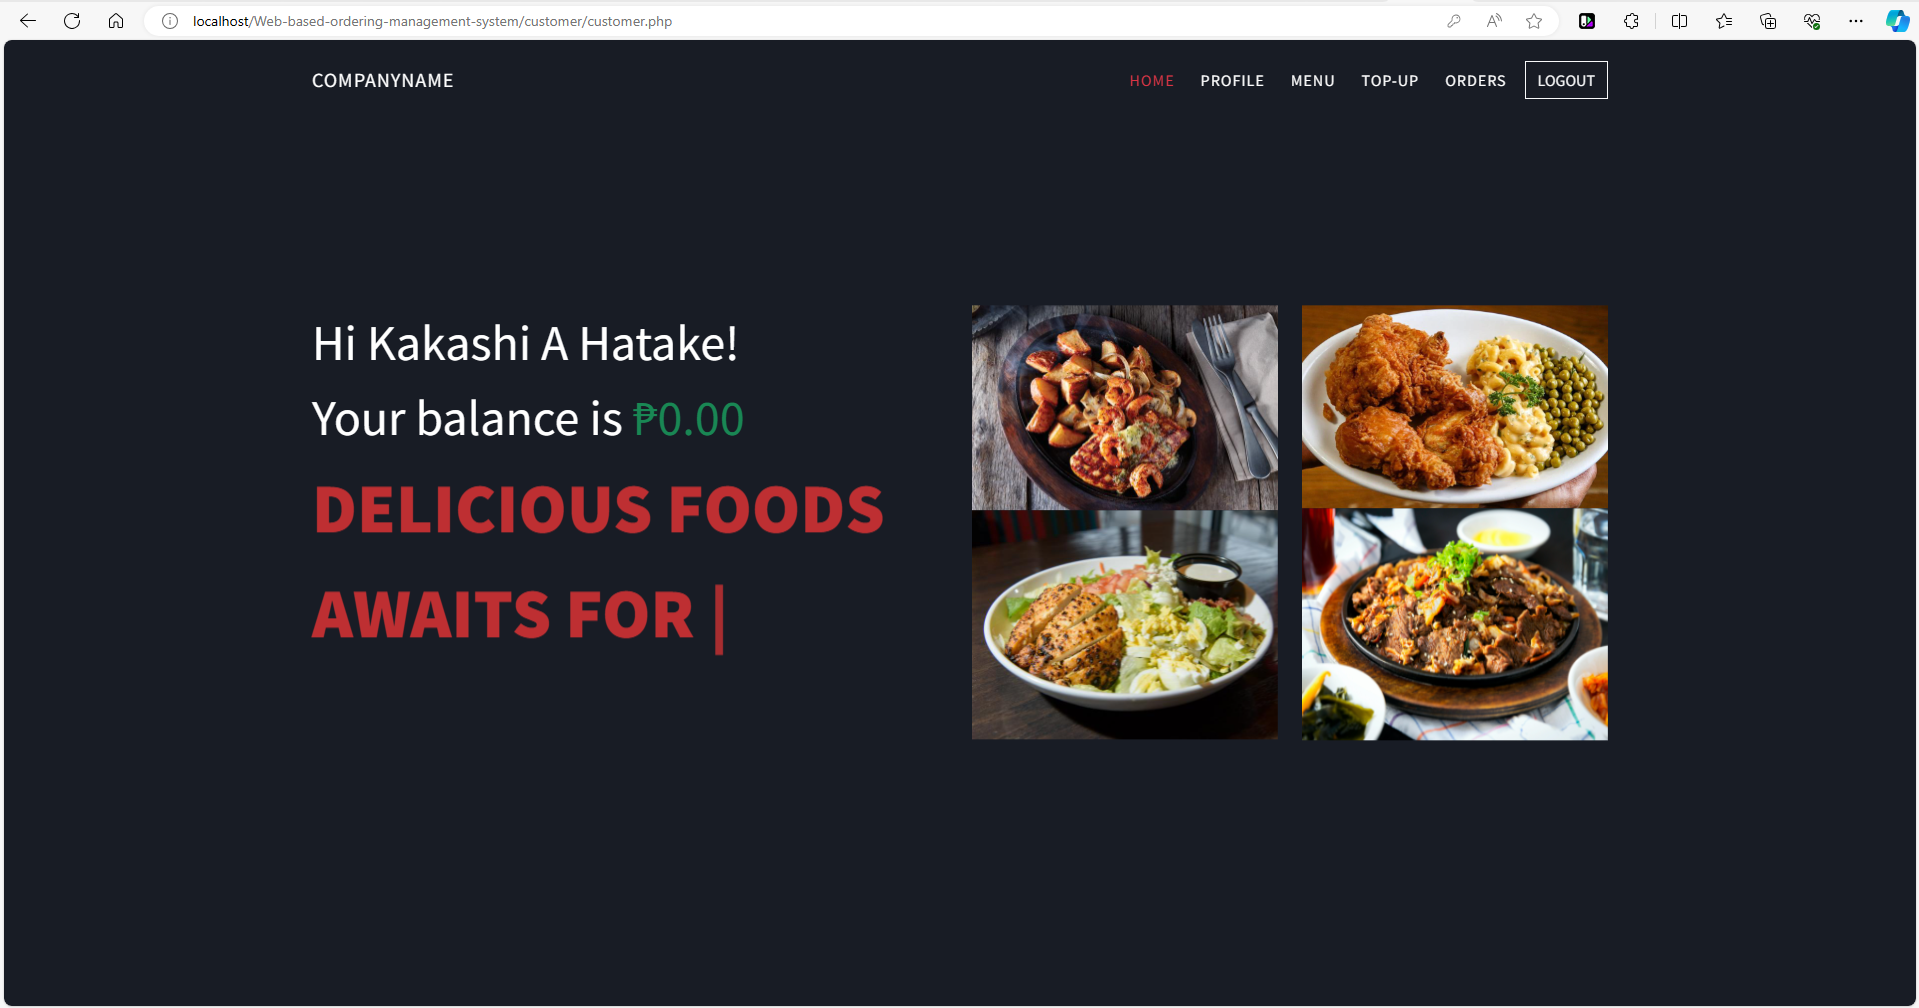 localhost/Web-based-ordering-management-system/customer/customer.php
COMPANYNAME
HOME PROFILE MENU TOP-UP ORDERS LOGOUT
Hi Kakashi A Hatake!
Your balance is ₱0.00
DELICIOUS FOODS
AWAITS FOR |